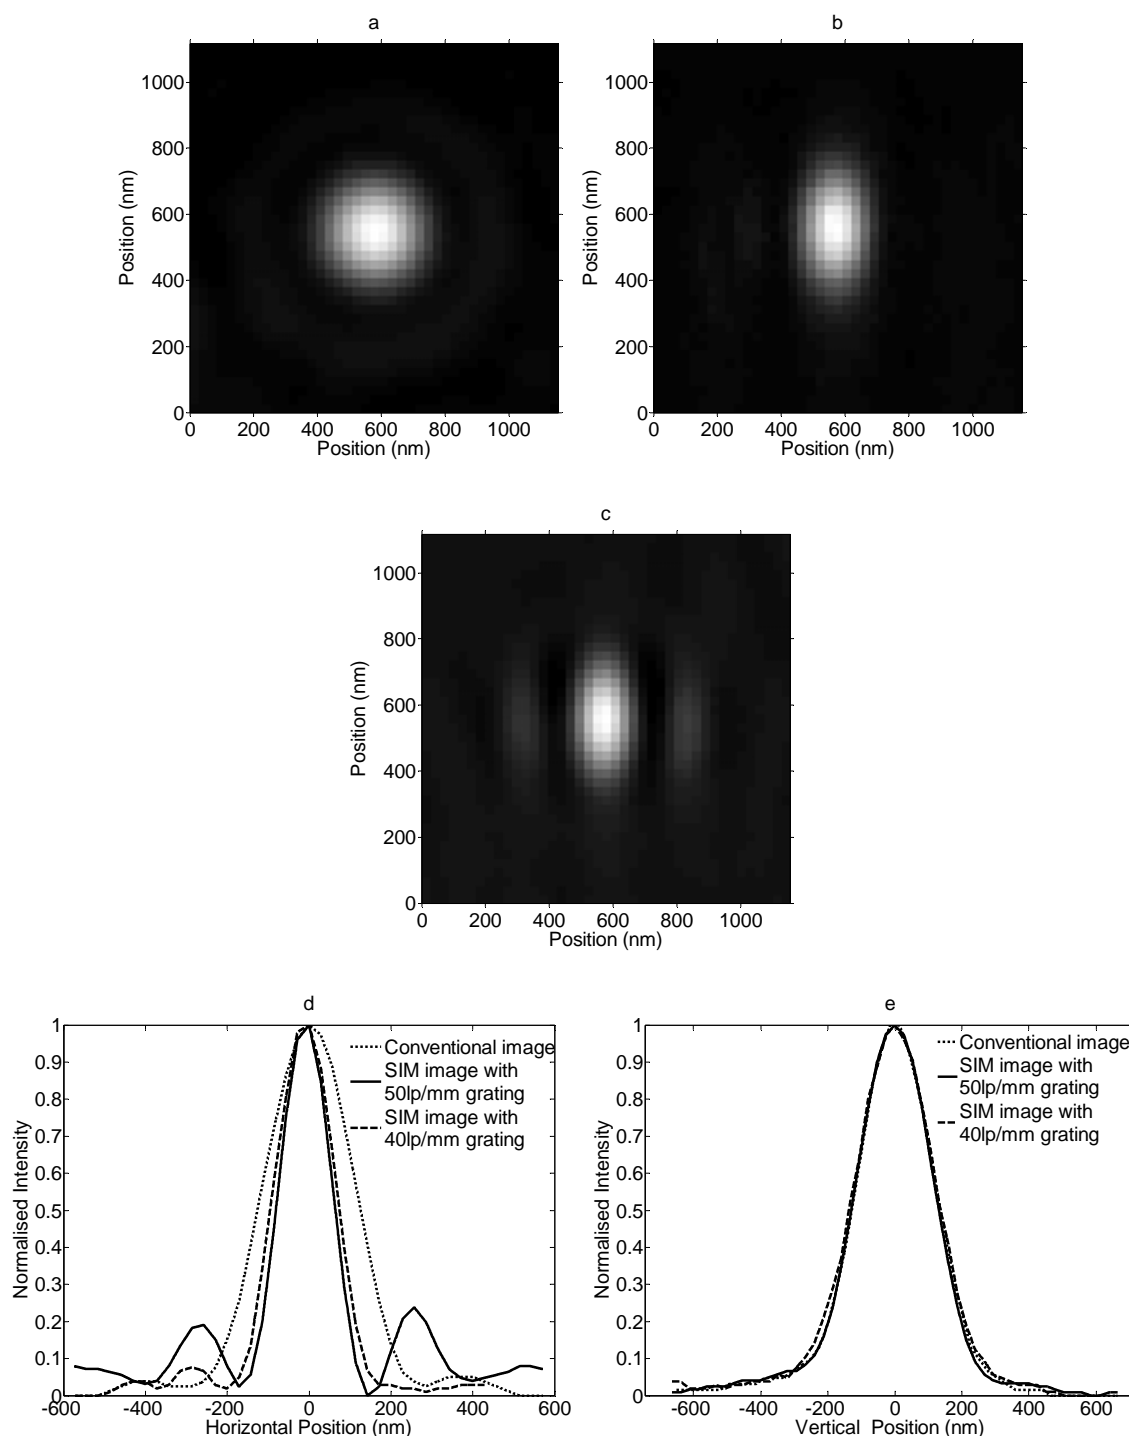 a
b
1000
800
600
400
200
0
Position (nm)
0 200 400 600 800 1000
Position (nm)
1000
800
600
400
200
0
Position (nm)
0 200 400 600 800 1000
Position (nm)
c
1000
800
600
400
200
0
Position (nm)
0 200 400 600 800 1000
Position (nm)
d
1
0.9
0.8
0.7
0.6
0.5
0.4
0.3
0.2
0.1
0
Normalised Intensity
Conventional image
SIM image with
50lp/mm grating
SIM image with
40lp/mm grating
-600 -400 -200 0 200 400 600
Horizontal Position (nm)
e
1
0.9
0.8
0.7
0.6
0.5
0.4
0.3
0.2
0.1
0
Normalised Intensity
Conventional image
SIM image with
50lp/mm grating
SIM image with
40lp/mm grating
-600 -400 -200 0 200 400 600
Vertical Position (nm)